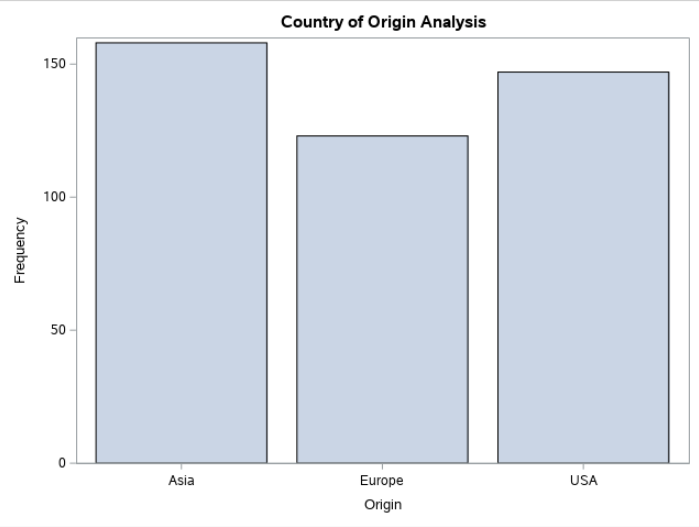 Country of Origin Analysis
150
100
50
0
Frequency
Asia Europe USA
Origin